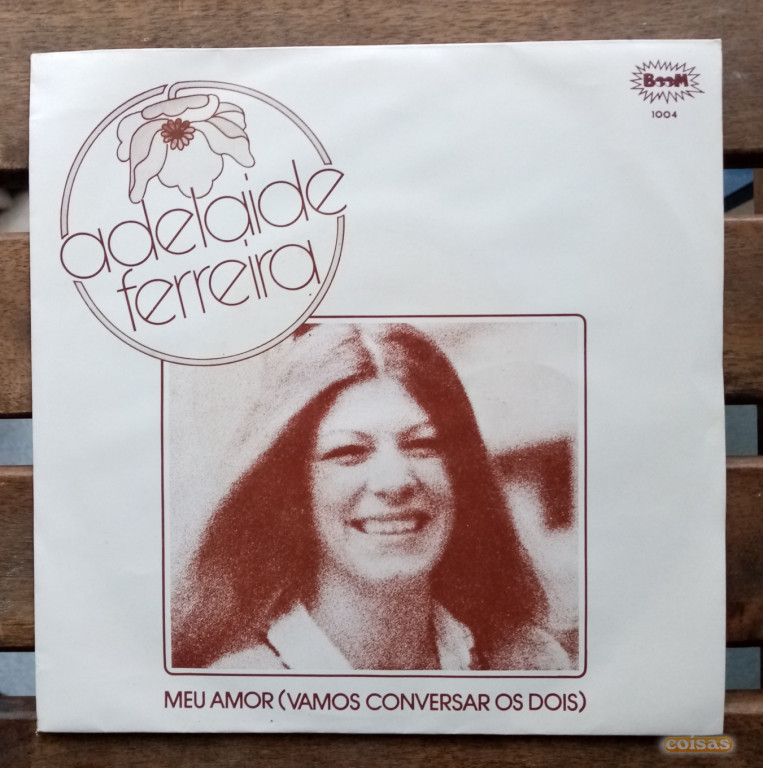 BOOM
1004
adelaide
ferreira
MEU AMOR (VAMOS CONVERSAR OS DOIS)
coisas